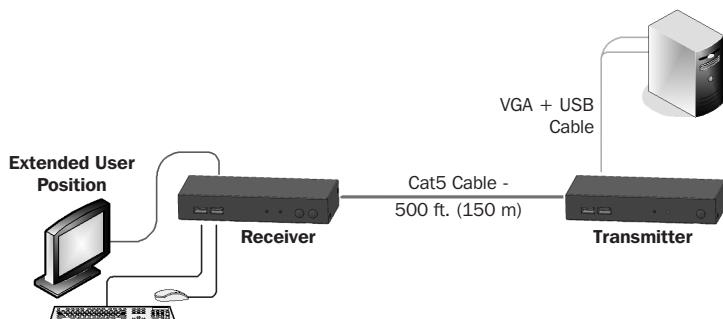 VGA + USB
Cable
Extended User
Position
Cat5 Cable -
500 ft. (150 m)
Receiver
Transmitter